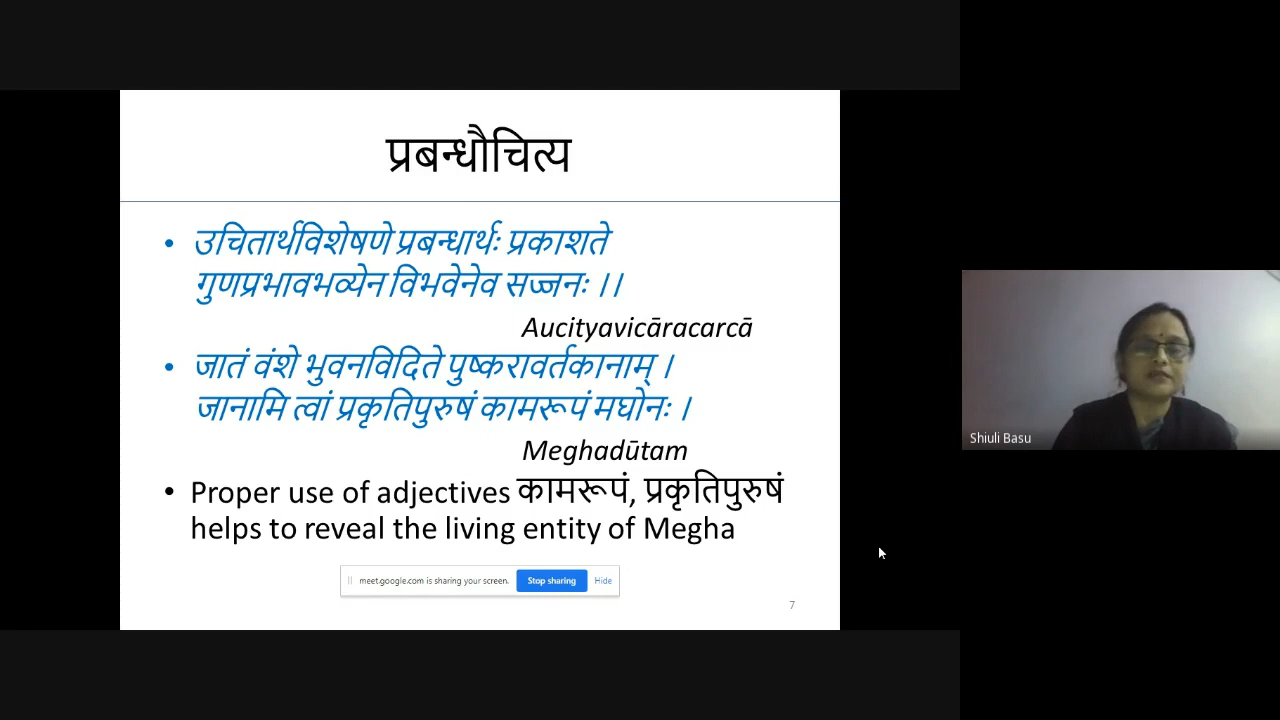 प्रबन्धौचित्य
• उचितार्थविशेषणे प्रबन्धार्थः प्रकाशते
गुणप्रभावभव्येन विभवेनेव सज्जनः ।।
Aucityavicāracarcā
• जातं वंशे भुवनविदिते पुष्करावर्तकानाम् ।
जानामि त्वां प्रकृतिपुरुषं कामरूपं मघोनः ।
Meghadūtam
• Proper use of adjectives कामरूपं, प्रकृतिपुरुषं
helps to reveal the living entity of Megha
meet.google.com is sharing your screen. Stop sharing Hide
7
Shiuli Basu